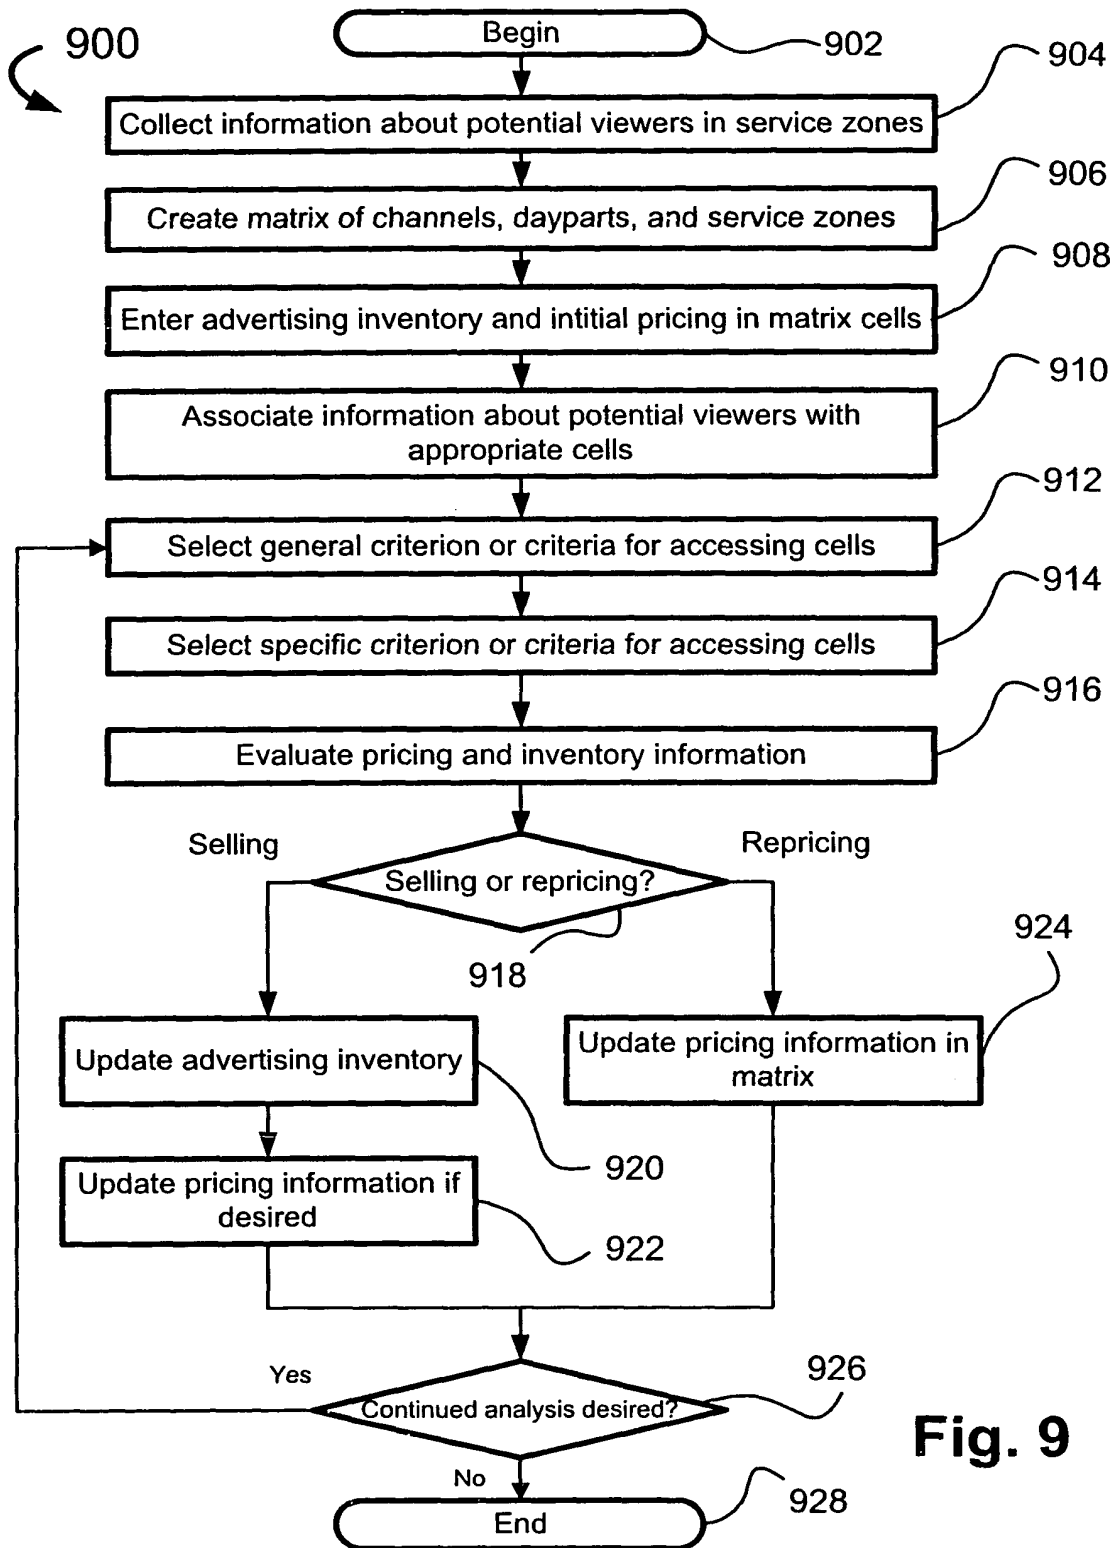 900
Begin
902
904
Collect information about potential viewers in service zones
906
Create matrix of channels, dayparts, and service zones
908
Enter advertising inventory and intitial pricing in matrix cells
910
Associate information about potential viewers with
appropriate cells
912
Select general criterion or criteria for accessing cells
914
Select specific criterion or criteria for accessing cells
916
Evaluate pricing and inventory information
Selling
Repricing
Selling or repricing?
918
924
Update advertising inventory
Update pricing information in
matrix
920
Update pricing information if
desired
922
Yes
926
Continued analysis desired?
Fig. 9
No
928
End